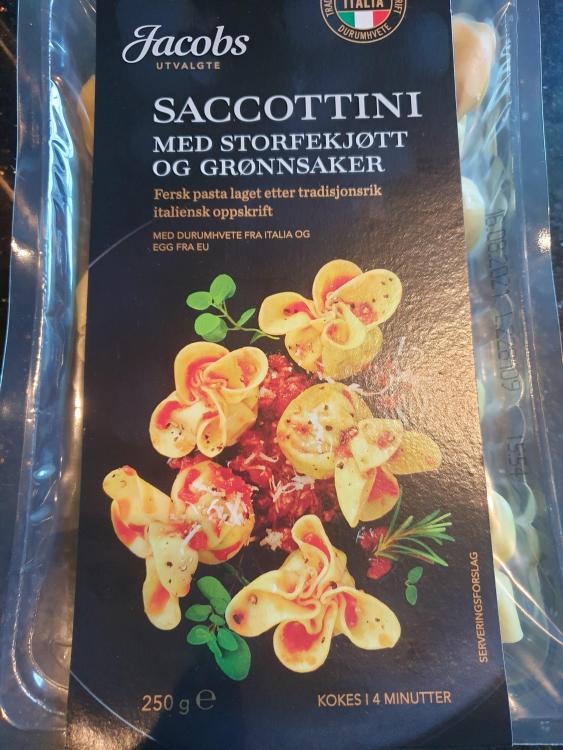 Jacobs
UTVALGTE
ITALIA
DURUMHVETE
SACCOTTINI
MED STORFEKJØTT
OG GRØNNSAKER
Fersk pasta laget etter tradisjonsrik
italiensk oppskrift
MED DURUMHVETE FRA ITALIA OG
EGG FRA EU
SERVERINGSFORSLAG
250 g e
KOKES I 4 MINUTTER